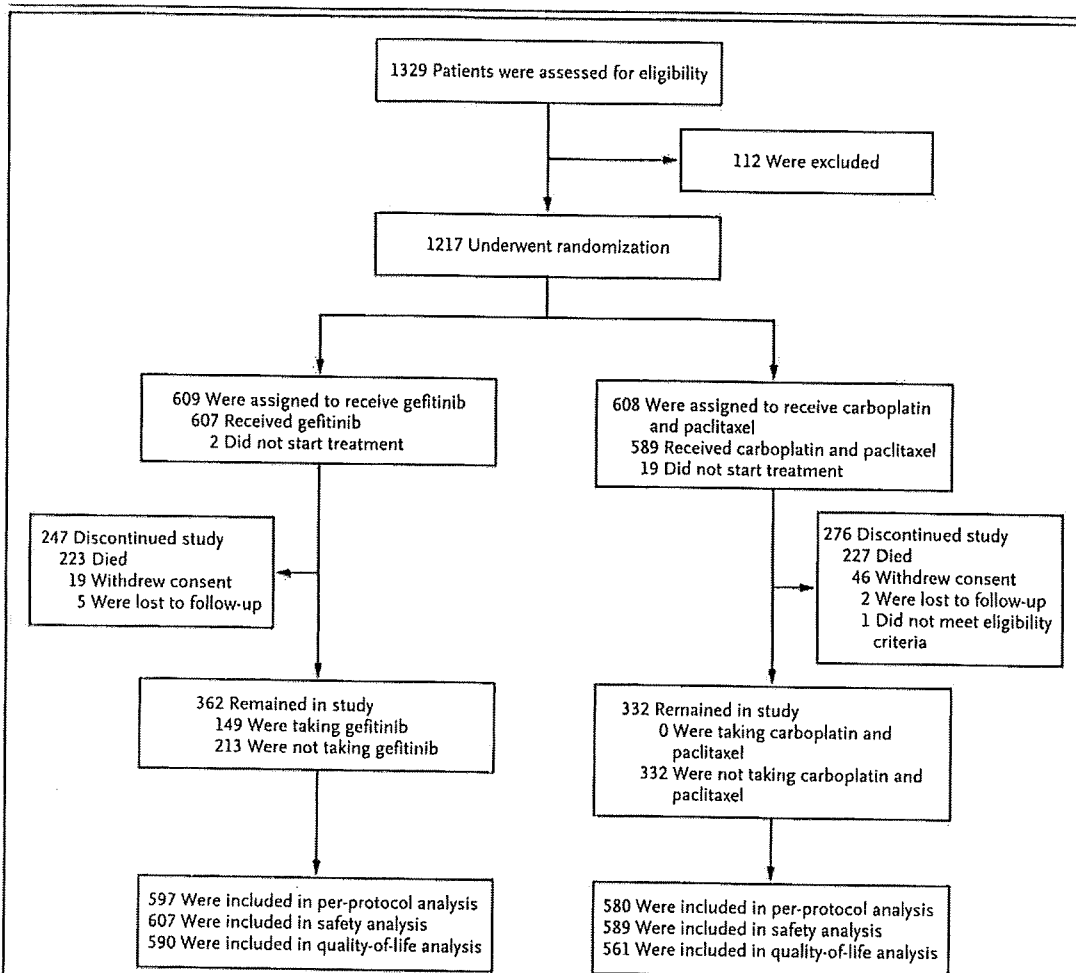 1329 Patients were assessed for eligibility
112 Were excluded
1217 Underwent randomization
609 Were assigned to receive gefitinib
607 Received gefitinib
2 Did not start treatment
608 Were assigned to receive carboplatin
and paclitaxel
589 Received carboplatin and paclitaxel
19 Did not start treatment
247 Discontinued study
223 Died
19 Withdrew consent
5 Were lost to follow-up
276 Discontinued study
227 Died
46 Withdrew consent
2 Were lost to follow-up
1 Did not meet eligibility
criteria
362 Remained in study
149 Were taking gefitinib
213 Were not taking gefitinib
332 Remained in study
0 Were taking carboplatin and
paclitaxel
332 Were not taking carboplatin and
paclitaxel
597 Were included in per-protocol analysis
607 Were included in safety analysis
590 Were included in quality-of-life analysis
580 Were included in per-protocol analysis
589 Were included in safety analysis
561 Were included in quality-of-life analysis